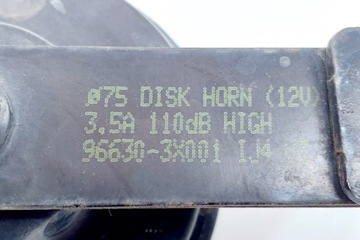 ø75 DISK HORN (12V)
3,5A 110dB HIGH
96630-3X001